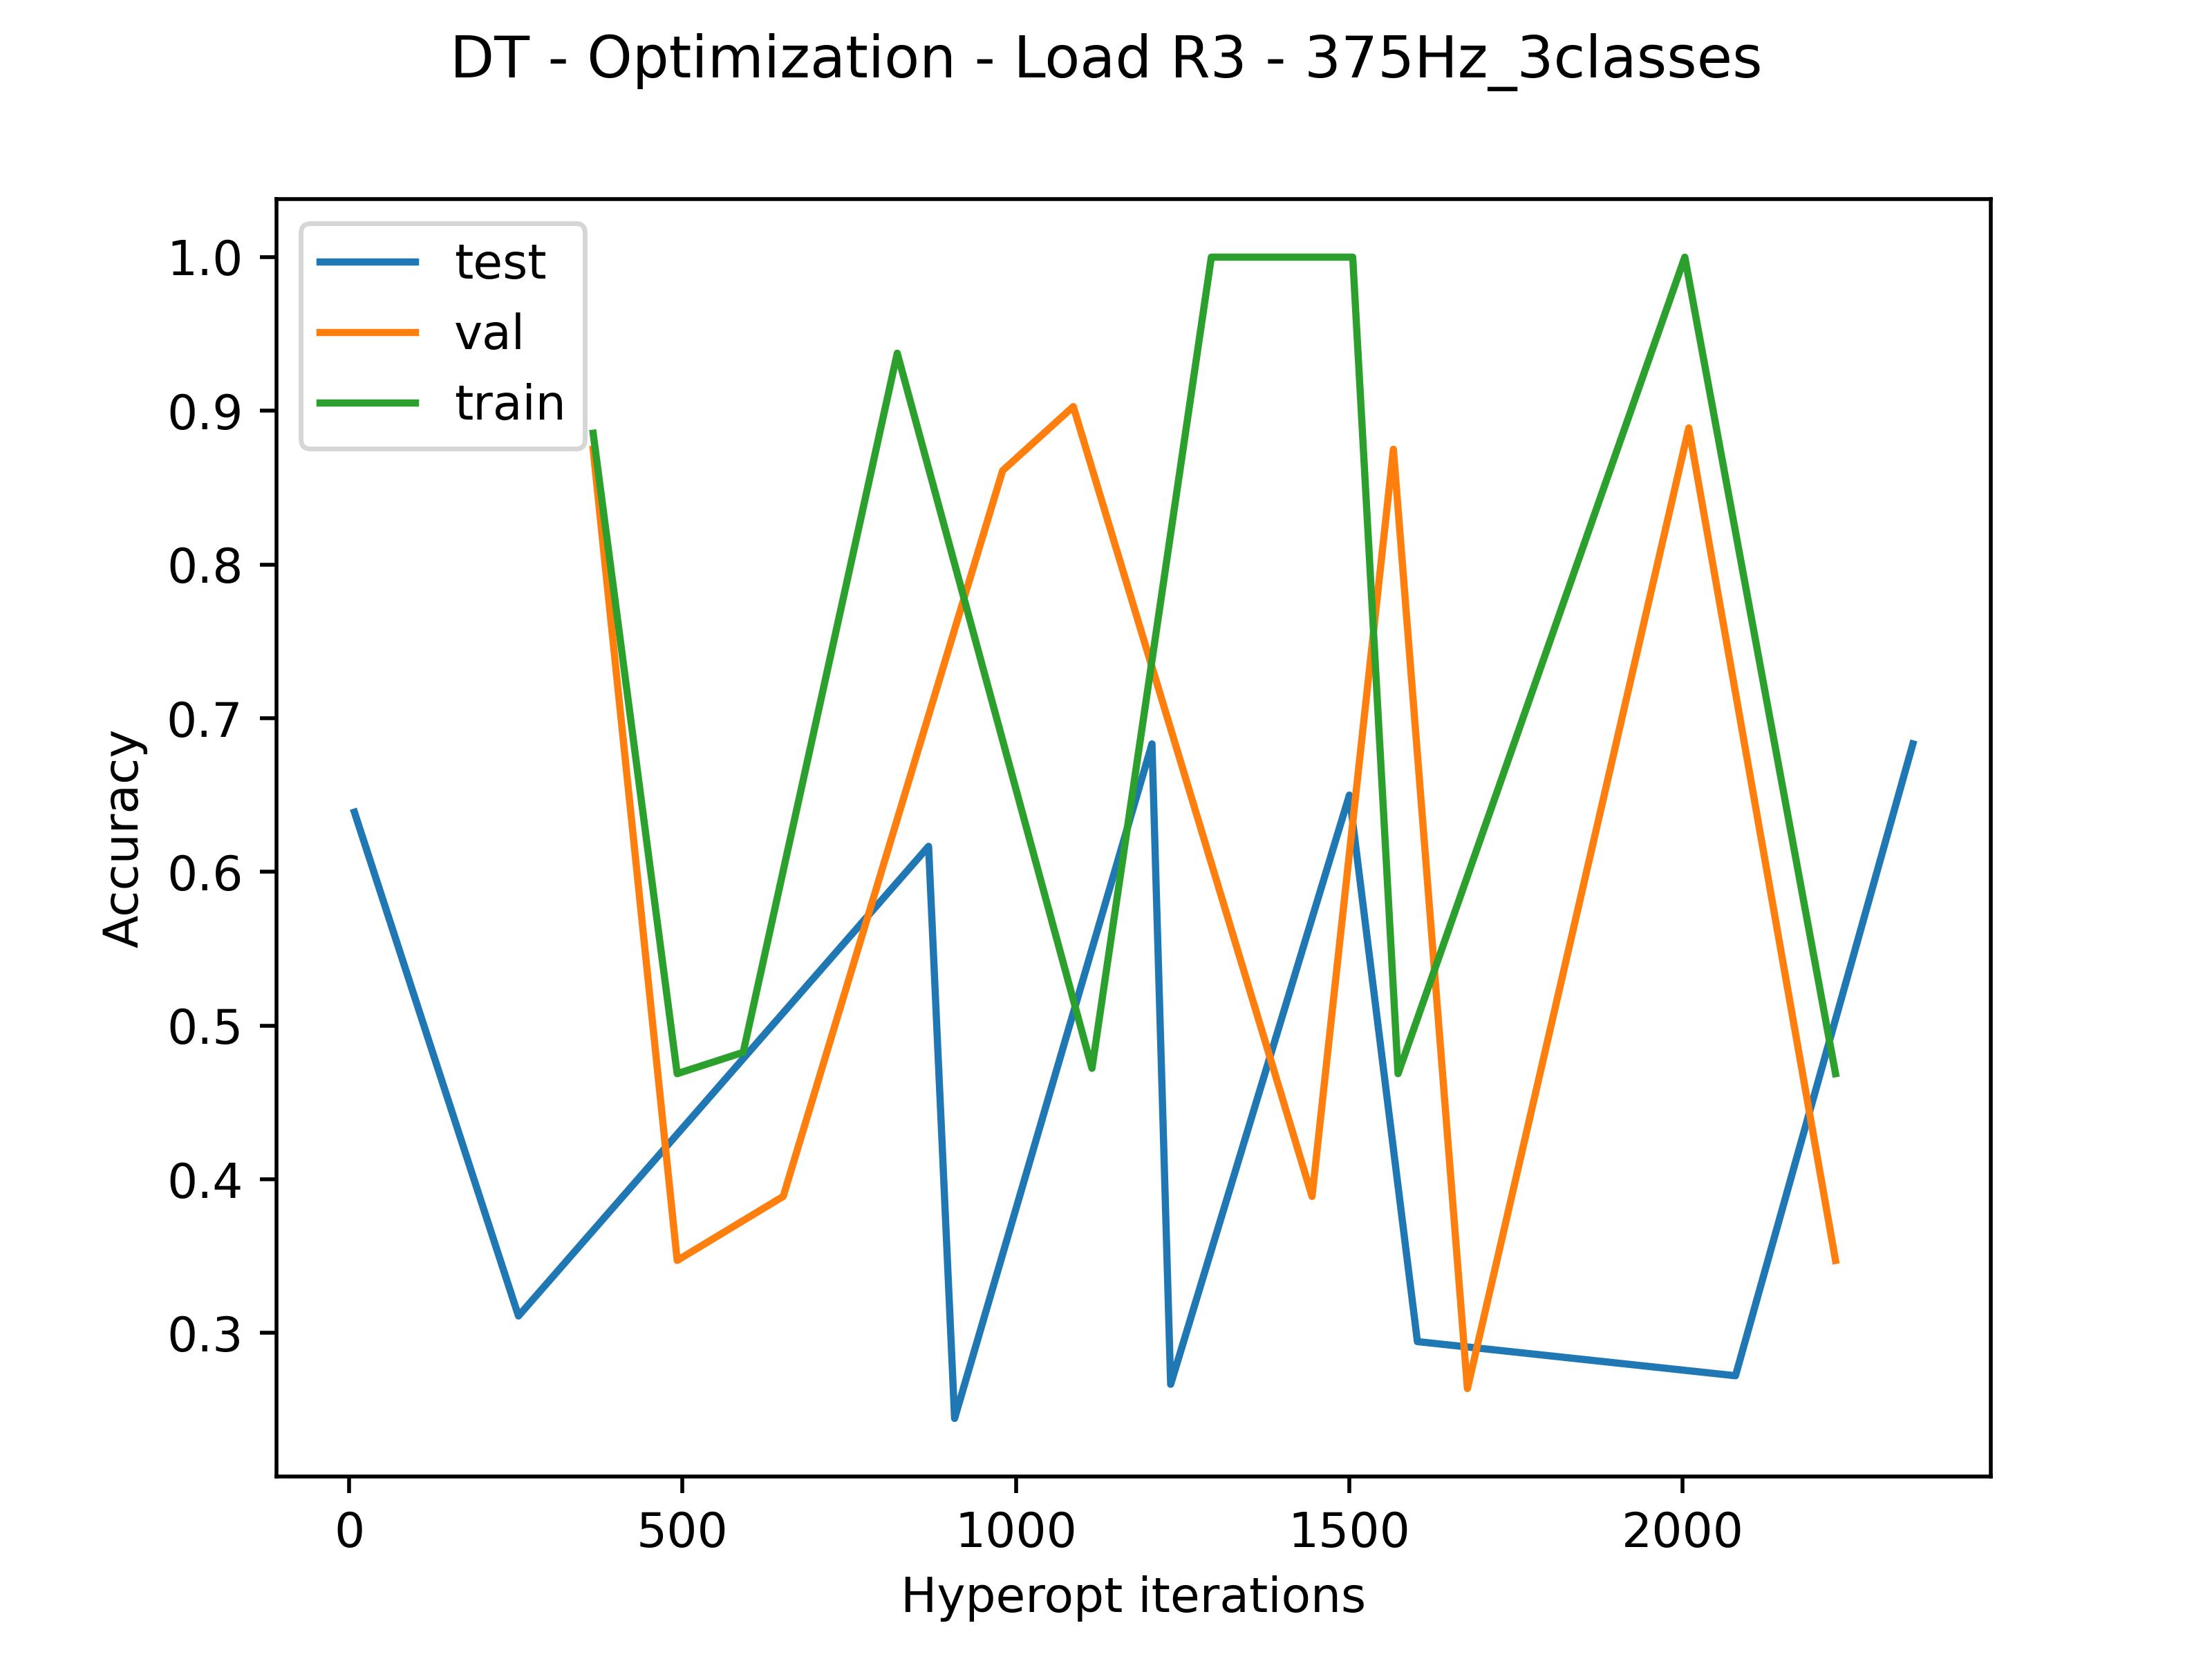 DT - Optimization - Load R3 - 375Hz_3classes
test
val
train
1.0
0.9
0.8
0.7
0.6
0.5
0.4
0.3
Accuracy
0 500 1000 1500 2000
Hyperopt iterations